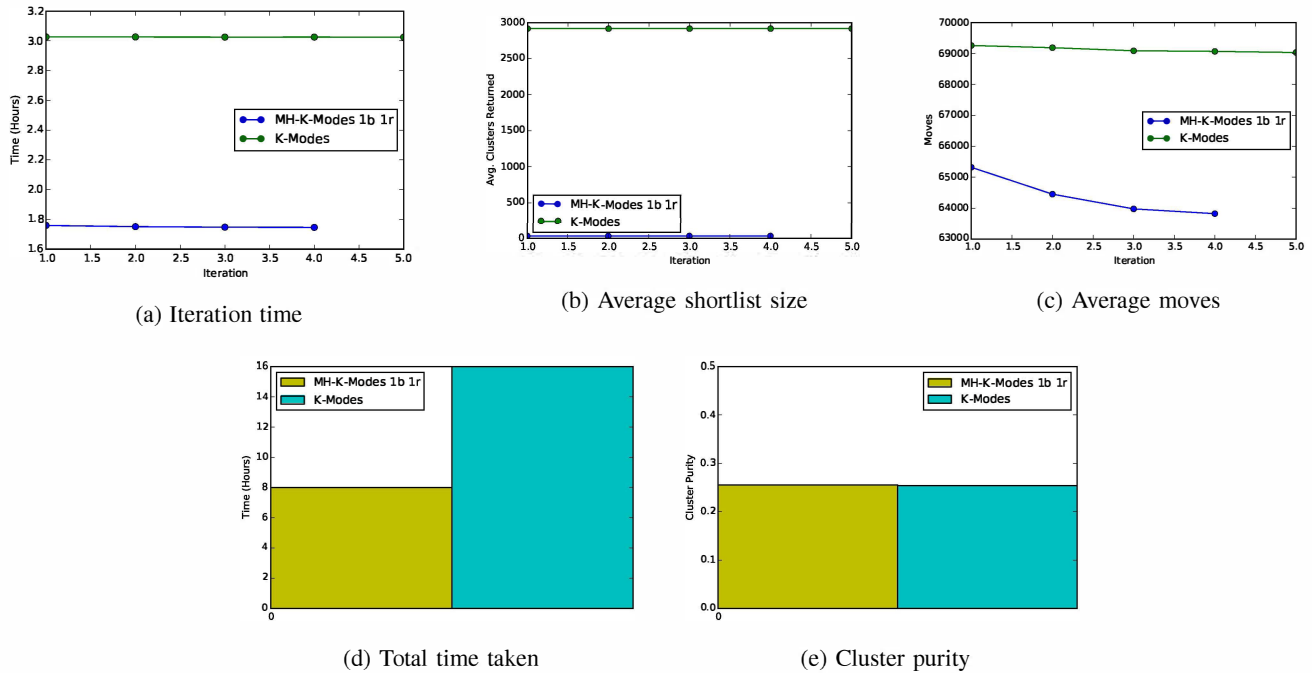 3.2
3.0
2.8
2.6
2.4
2.2
2.0
1.8
1.6
Time (Hours)
MH-K-Modes 1b 1r
K-Modes
1.0 1.5 2.0 2.5 3.0 3.5 4.0 4.5 5.0
Iteration
(a) Iteration time
3000
2500
2000
1500
1000
500
0
Avg. Clusters Returned
MH-K-Modes 1b 1r
K-Modes
1.0 1.5 2.0 2.5 3.0 3.5 4.0 4.5 5.0
Iteration
(b) Average shortlist size
70000
69000
68000
67000
66000
65000
64000
63000
Moves
MH-K-Modes 1b 1r
K-Modes
1.0 1.5 2.0 2.5 3.0 3.5 4.0 4.5 5.0
Iteration
(c) Average moves
16
14
12
10
8
6
4
2
0
Time (Hours)
MH-K-Modes 1b 1r
K-Modes
0
(d) Total time taken
0.5
0.4
0.3
0.2
0.1
0.0
Cluster Purity
MH-K-Modes 1b 1r
K-Modes
0
(e) Cluster purity